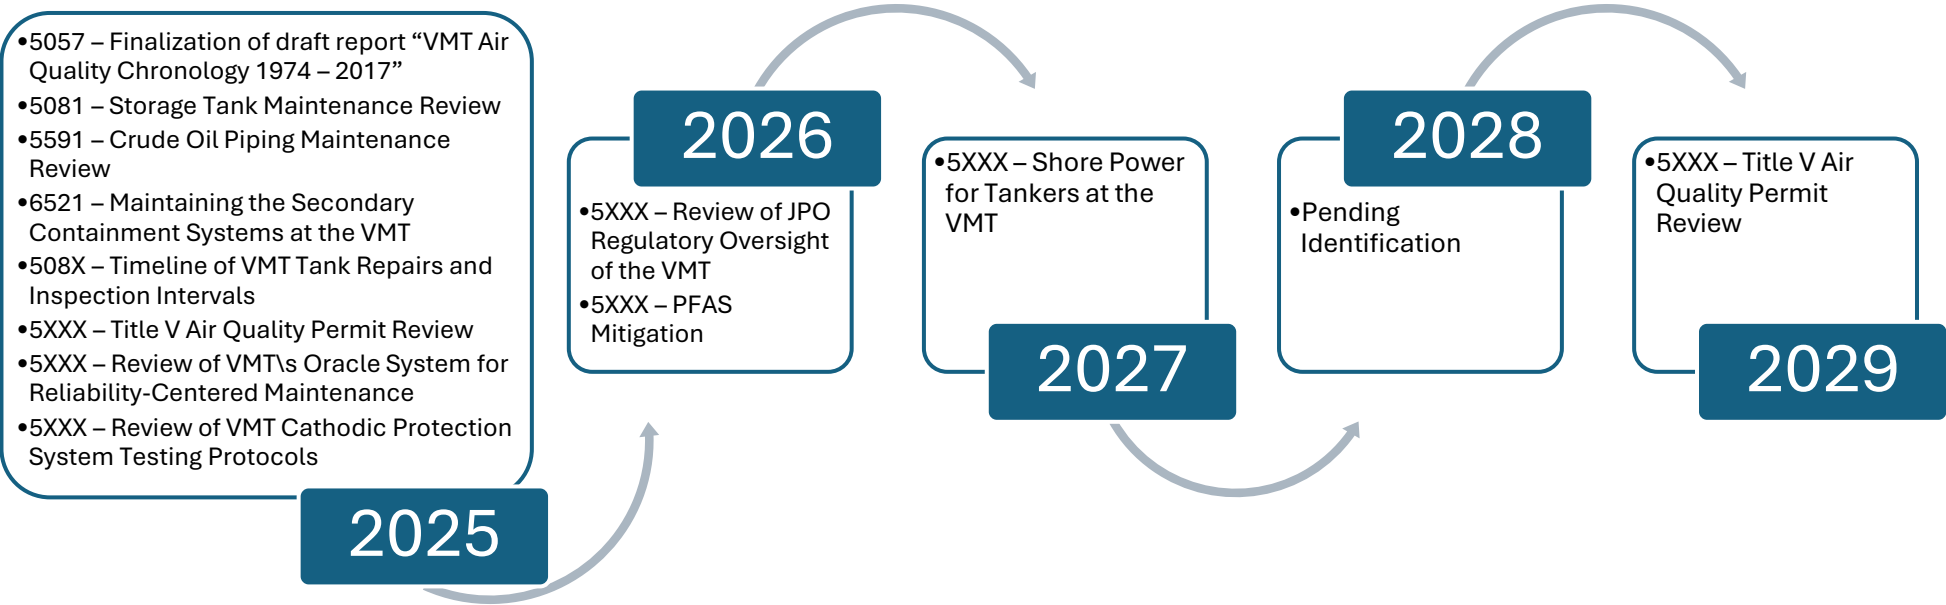 •5057 – Finalization of draft report “VMT Air
Quality Chronology 1974 – 2017”
•5081 – Storage Tank Maintenance Review
•5591 – Crude Oil Piping Maintenance
Review
•6521 – Maintaining the Secondary
Containment Systems at the VMT
•508X – Timeline of VMT Tank Repairs and
Inspection Intervals
•5XXX – Title V Air Quality Permit Review
•5XXX – Review of VMT\s Oracle System for
Reliability-Centered Maintenance
•5XXX – Review of VMT Cathodic Protection
System Testing Protocols
2025
2026
•5XXX – Review of JPO
Regulatory Oversight
of the VMT
•5XXX – PFAS
Mitigation
•5XXX – Shore Power
for Tankers at the
VMT
2027
2028
•Pending
Identification
•5XXX – Title V Air
Quality Permit
Review
2029